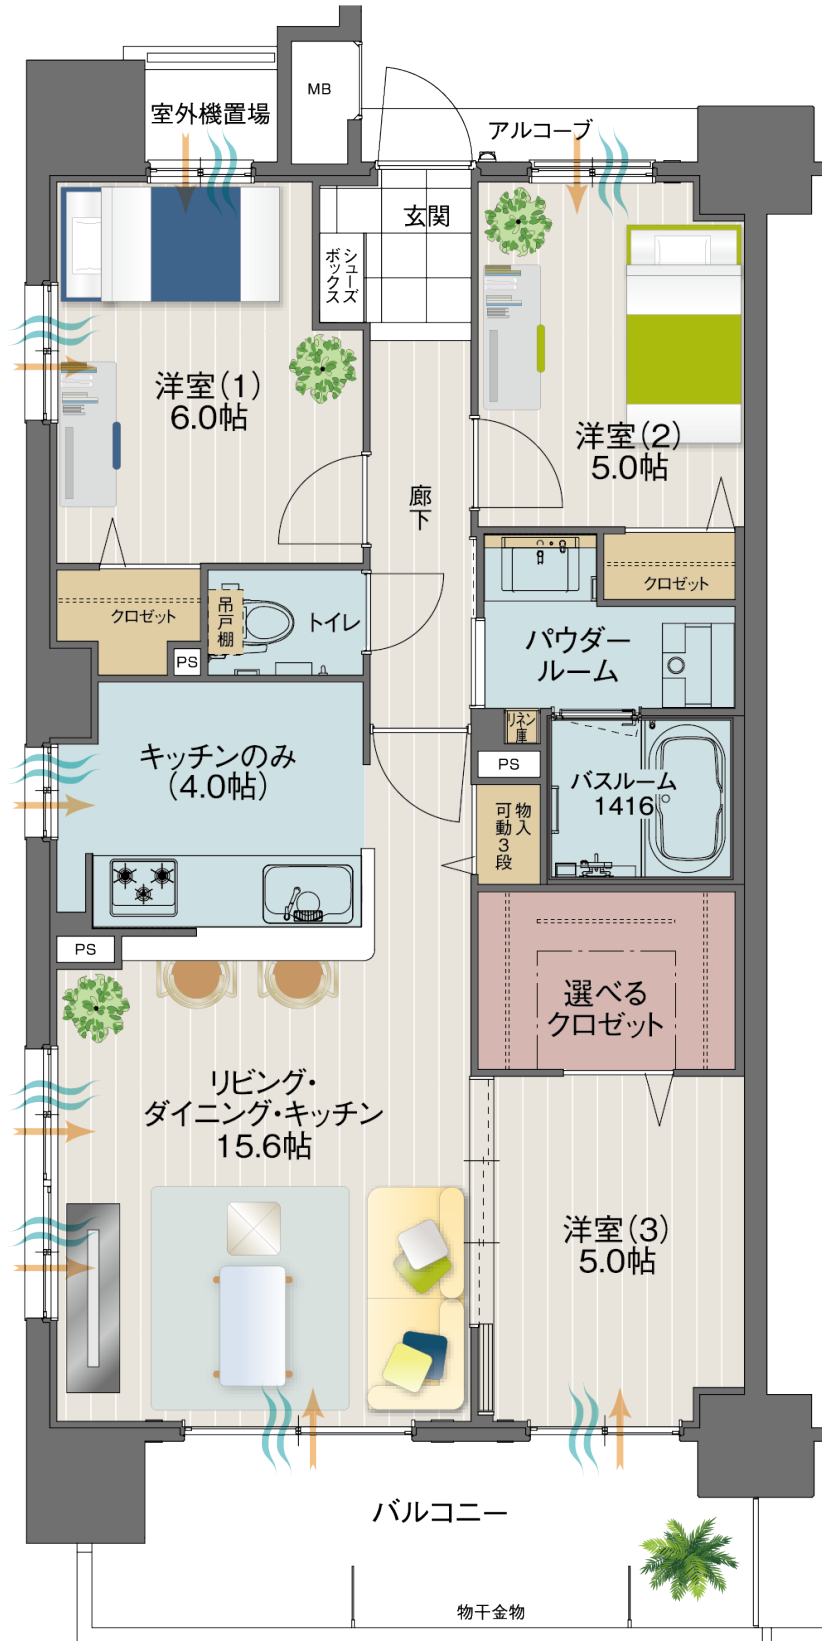 MB
室外機置場
アルコーブ
玄関
シューズ
ボックス
洋室(1)
6.0帖
洋室(2)
5.0帖
廊下
クロゼット
クロゼット
吊戸棚
トイレ
PS
パウダー
ルーム
リネン
庫
PS
キッチンのみ
(4.0帖)
バスルーム
1416
物入
可動3段
PS
選べる
クロゼット
リビング・
ダイニング・キッチン
15.6帖
洋室(3)
5.0帖
バルコニー
物干金物